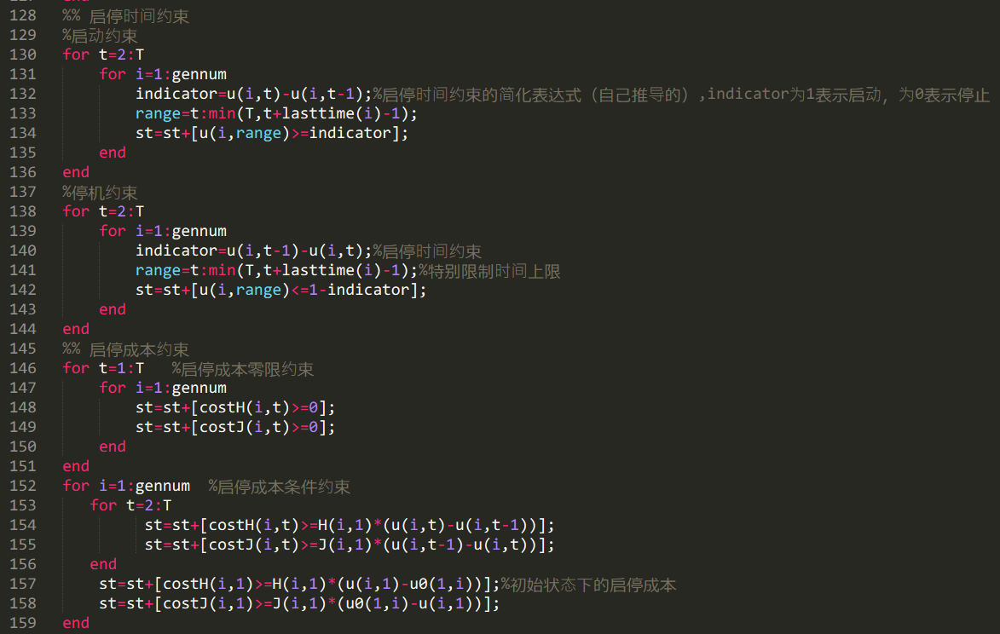 128 %% 启停时间约束
129 %启动约束
130 for t=2:T
131     for i=1:gennum
132         indicator=u(i,t)-u(i,t-1);%启停时间约束的简化表达式（自己推导的）,indicator为1表示启动，为0表示停止
133         range=t:min(T,t+lasttime(i)-1);
134         st=st+[u(i,range)>=indicator];
135     end
136 end
137 %停机约束
138 for t=2:T
139     for i=1:gennum
140         indicator=u(i,t-1)-u(i,t);%启停时间约束
141         range=t:min(T,t+lasttime(i)-1);%特别限制时间上限
142         st=st+[u(i,range)<=1-indicator];
143     end
144 end
145 %% 启停成本约束
146 for t=1:T   %启停成本零限约束
147     for i=1:gennum
148         st=st+[costH(i,t)>=0];
149         st=st+[costJ(i,t)>=0];
150     end
151 end
152 for i=1:gennum  %启停成本条件约束
153    for t=2:T
154          st=st+[costH(i,t)>=H(i,1)*(u(i,t)-u(i,t-1))];
155          st=st+[costJ(i,t)>=J(i,1)*(u(i,t-1)-u(i,t))];
156    end
157     st=st+[costH(i,1)>=H(i,1)*(u(i,1)-u0(1,i))];%初始状态下的启停成本
158     st=st+[costJ(i,1)>=J(i,1)*(u0(1,i)-u(i,1))];
159 end